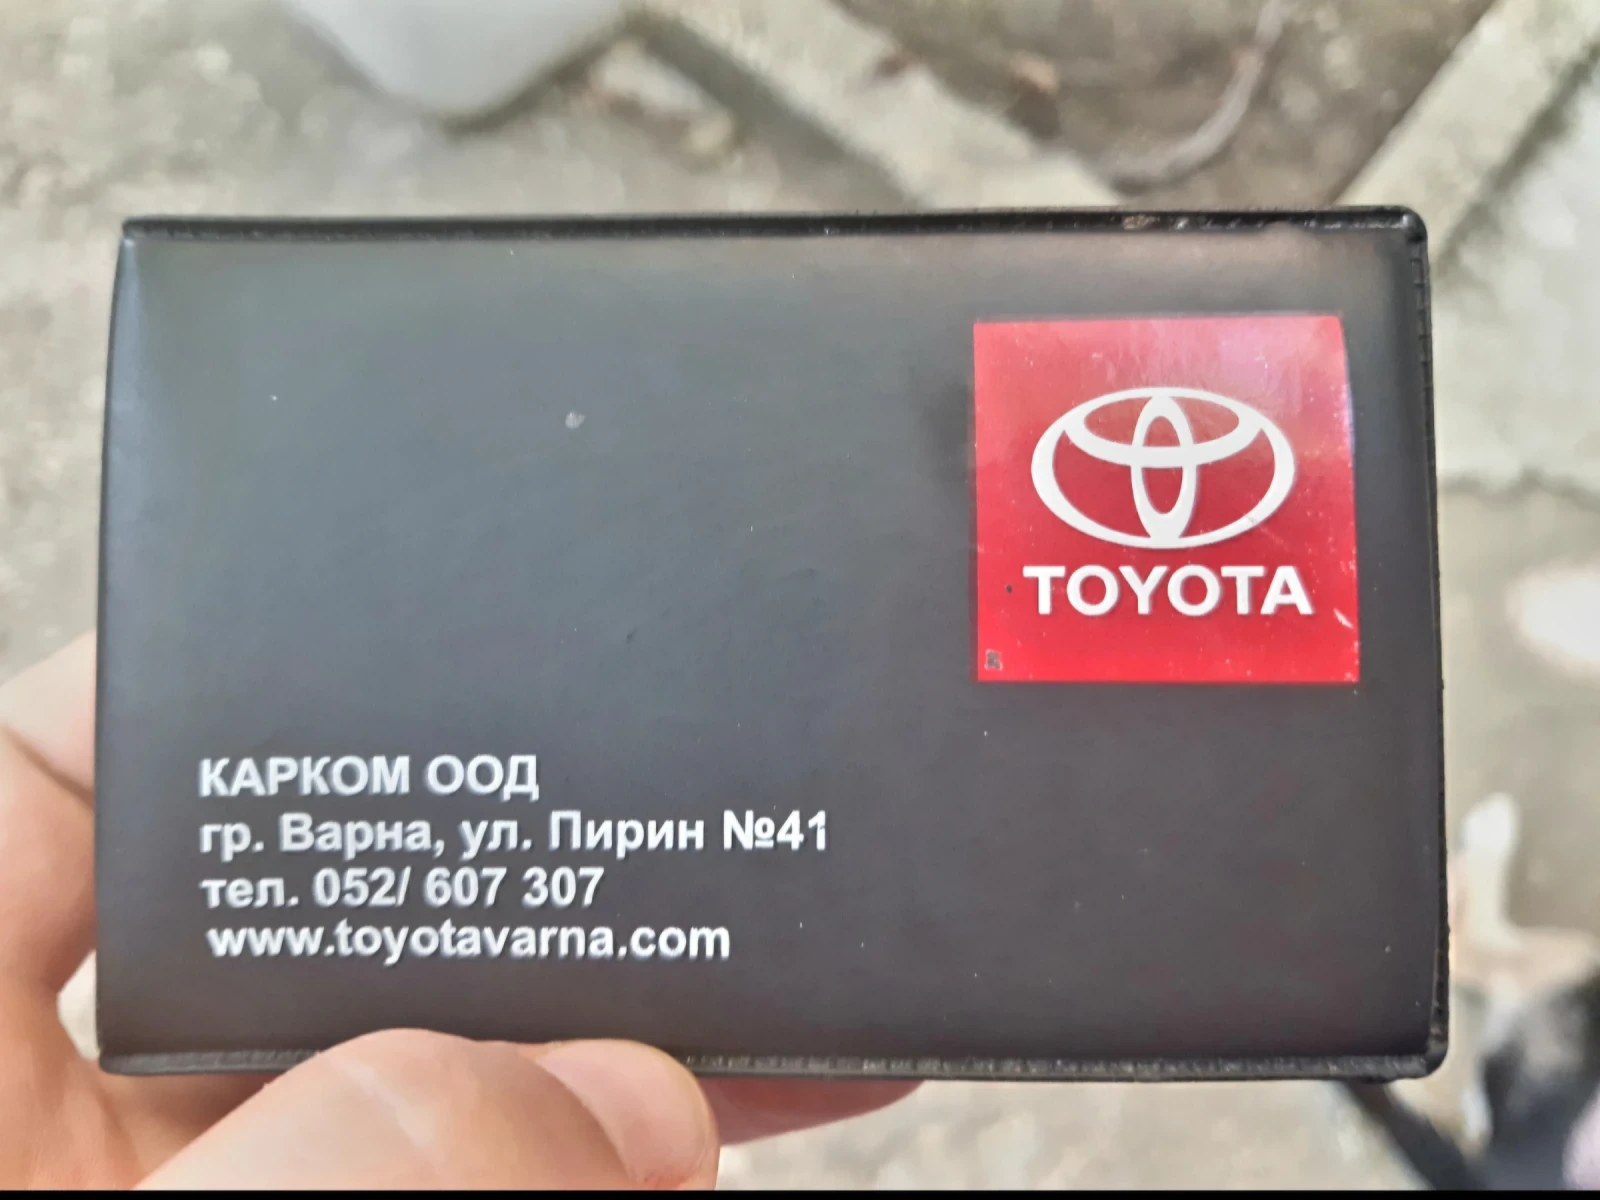 TOYOTA
КАРКОМ ООД
гр. Варна, ул. Пирин №41
тел. 052/ 607 307
www.toyotavarna.com